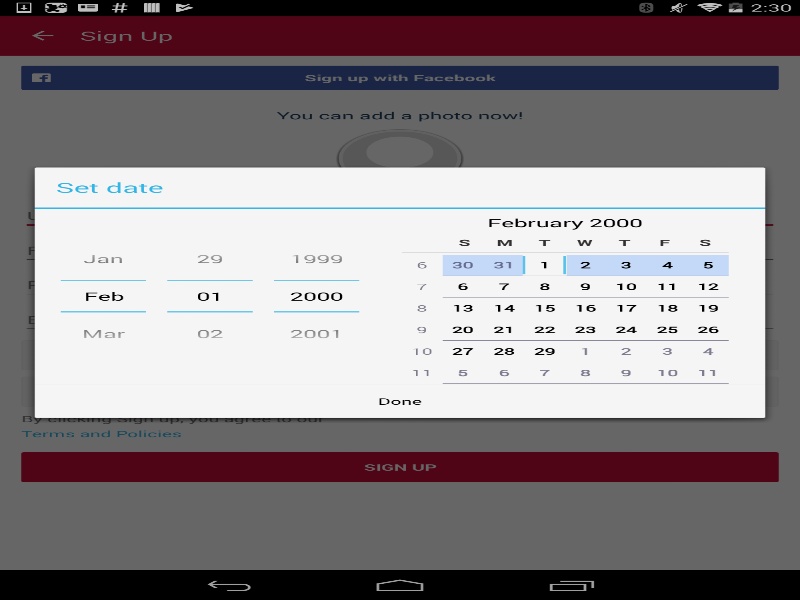 2:30
Sign Up
Sign up with Facebook
You can add a photo now!
Set date
Jan 29 1999
Feb 01 2000
Mar 02 2001
February 2000
S M T W T F S
6 30 31 1 2 3 4 5
7 6 7 8 9 10 11 12
8 13 14 15 16 17 18 19
9 20 21 22 23 24 25 26
10 27 28 29 1 2 3 4
11 5 6 7 8 9 10 11
Done
By clicking Sign up, you agree to our
Terms and Policies
SIGN UP